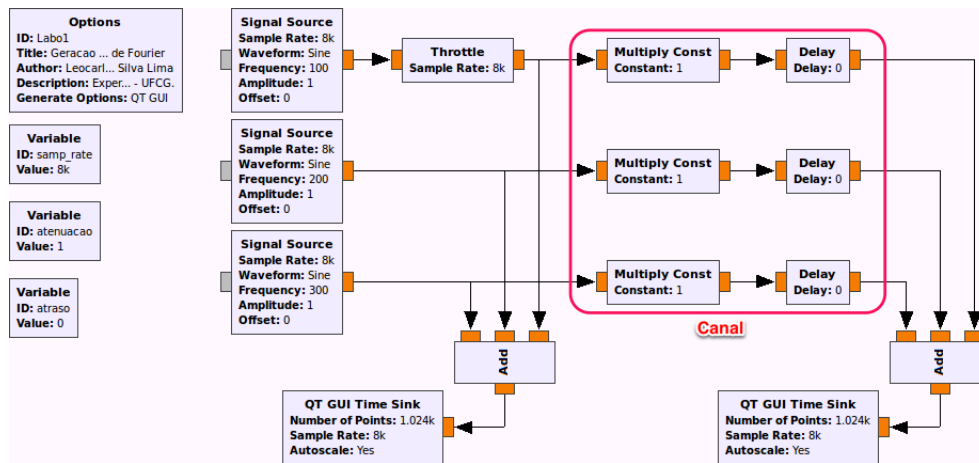 Options
ID: Labo1
Title: Geracao ... de Fourier
Author: Leocarl... Silva Lima
Description: Exper... - UFCG.
Generate Options: QT GUI
Variable
ID: samp_rate
Value: 8k
Variable
ID: atenuacao
Value: 1
Variable
ID: atraso
Value: 0
Signal Source
Sample Rate: 8k
Waveform: Sine
Frequency: 100
Amplitude: 1
Offset: 0
Throttle
Sample Rate: 8k
Multiply Const
Constant: 1
Delay
Delay: 0
Signal Source
Sample Rate: 8k
Waveform: Sine
Frequency: 200
Amplitude: 1
Offset: 0
Multiply Const
Constant: 1
Delay
Delay: 0
Signal Source
Sample Rate: 8k
Waveform: Sine
Frequency: 300
Amplitude: 1
Offset: 0
Multiply Const
Constant: 1
Delay
Delay: 0
Canal
Add
Add
QT GUI Time Sink
Number of Points: 1.024k
Sample Rate: 8k
Autoscale: Yes
QT GUI Time Sink
Number of Points: 1.024k
Sample Rate: 8k
Autoscale: Yes